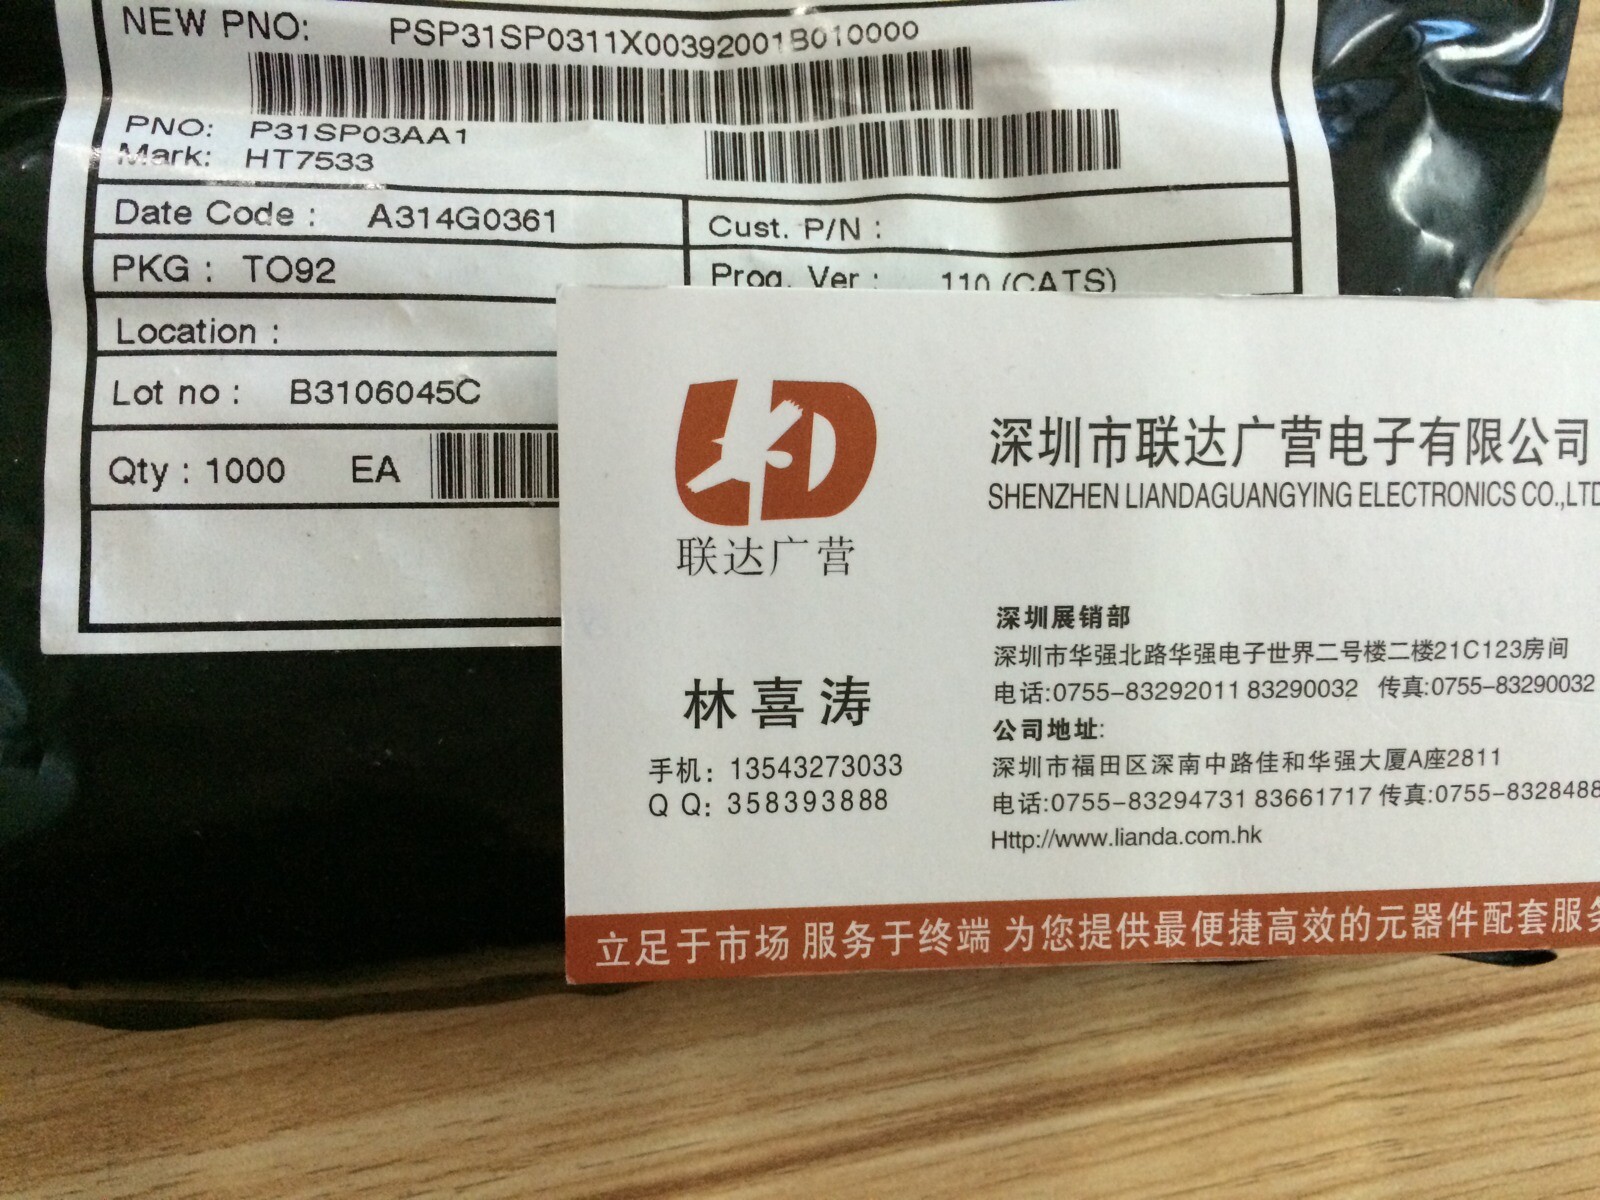 NEW PNO: PSP31SP0311X00392001B010000
PNO: P31SP03AA1
Mark: HT7533
Date Code : A314G0361
Cust. P/N :
PKG : TO92
Prog. Ver : 110 (CATS)
Location :
Lot no : B3106045C
Qty : 1000 EA
LD
联达广营
深圳市联达广营电子有限公司
SHENZHEN LIANDAGUANGYING ELECTRONICS CO.,LTD
林喜涛
手机：13543273033
Q Q：358393888
深圳展销部
深圳市华强北路华强电子世界二号楼二楼21C123房间
电话:0755-83292011 83290032 传真:0755-83290032
公司地址:
深圳市福田区深南中路佳和华强大厦A座2811
电话:0755-83294731 83661717 传真:0755-8328488
Http://www.lianda.com.hk
立足于市场 服务于终端 为您提供最便捷高效的元器件配套服务